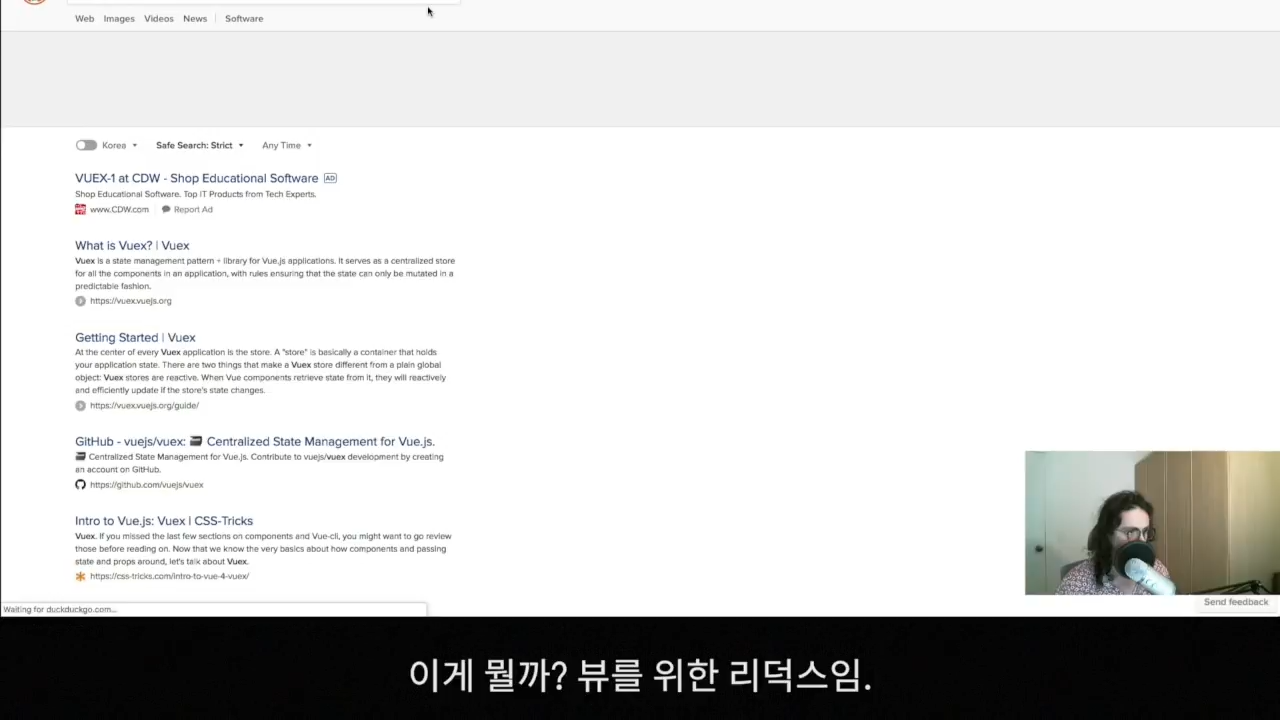 Web Images Videos News Software
Korea Safe Search: Strict Any Time
VUEX-1 at CDW - Shop Educational Software AD
Shop Educational Software. Top IT Products from Tech Experts.
www.CDW.com Report Ad
What is Vuex? | Vuex
Vuex is a state management pattern + library for Vue.js applications. It serves as a centralized store
for all the components in an application, with rules ensuring that the state can only be mutated in a
predictable fashion.
https://vuex.vuejs.org
Getting Started | Vuex
At the center of every Vuex application is the store. A "store" is basically a container that holds
your application state. There are two things that make a Vuex store different from a plain global
object: Vuex stores are reactive. When Vue components retrieve state from it, they will reactively
and efficiently update if the store's state changes.
https://vuex.vuejs.org/guide/
GitHub - vuejs/vuex: 🗃️ Centralized State Management for Vue.js.
🗃️ Centralized State Management for Vue.js. Contribute to vuejs/vuex development by creating
an account on GitHub.
https://github.com/vuejs/vuex
Intro to Vue.js: Vuex | CSS-Tricks
Vuex. If you missed the last few sections on components and Vue-cli, you might want to go review
those before reading on. Now that we know the very basics about how components and passing
state and props around, let's talk about Vuex.
https://css-tricks.com/intro-to-vue-4-vuex/
Send feedback
Waiting for duckduckgo.com...
이게 뭘까? 뷰를 위한 리덕스임.